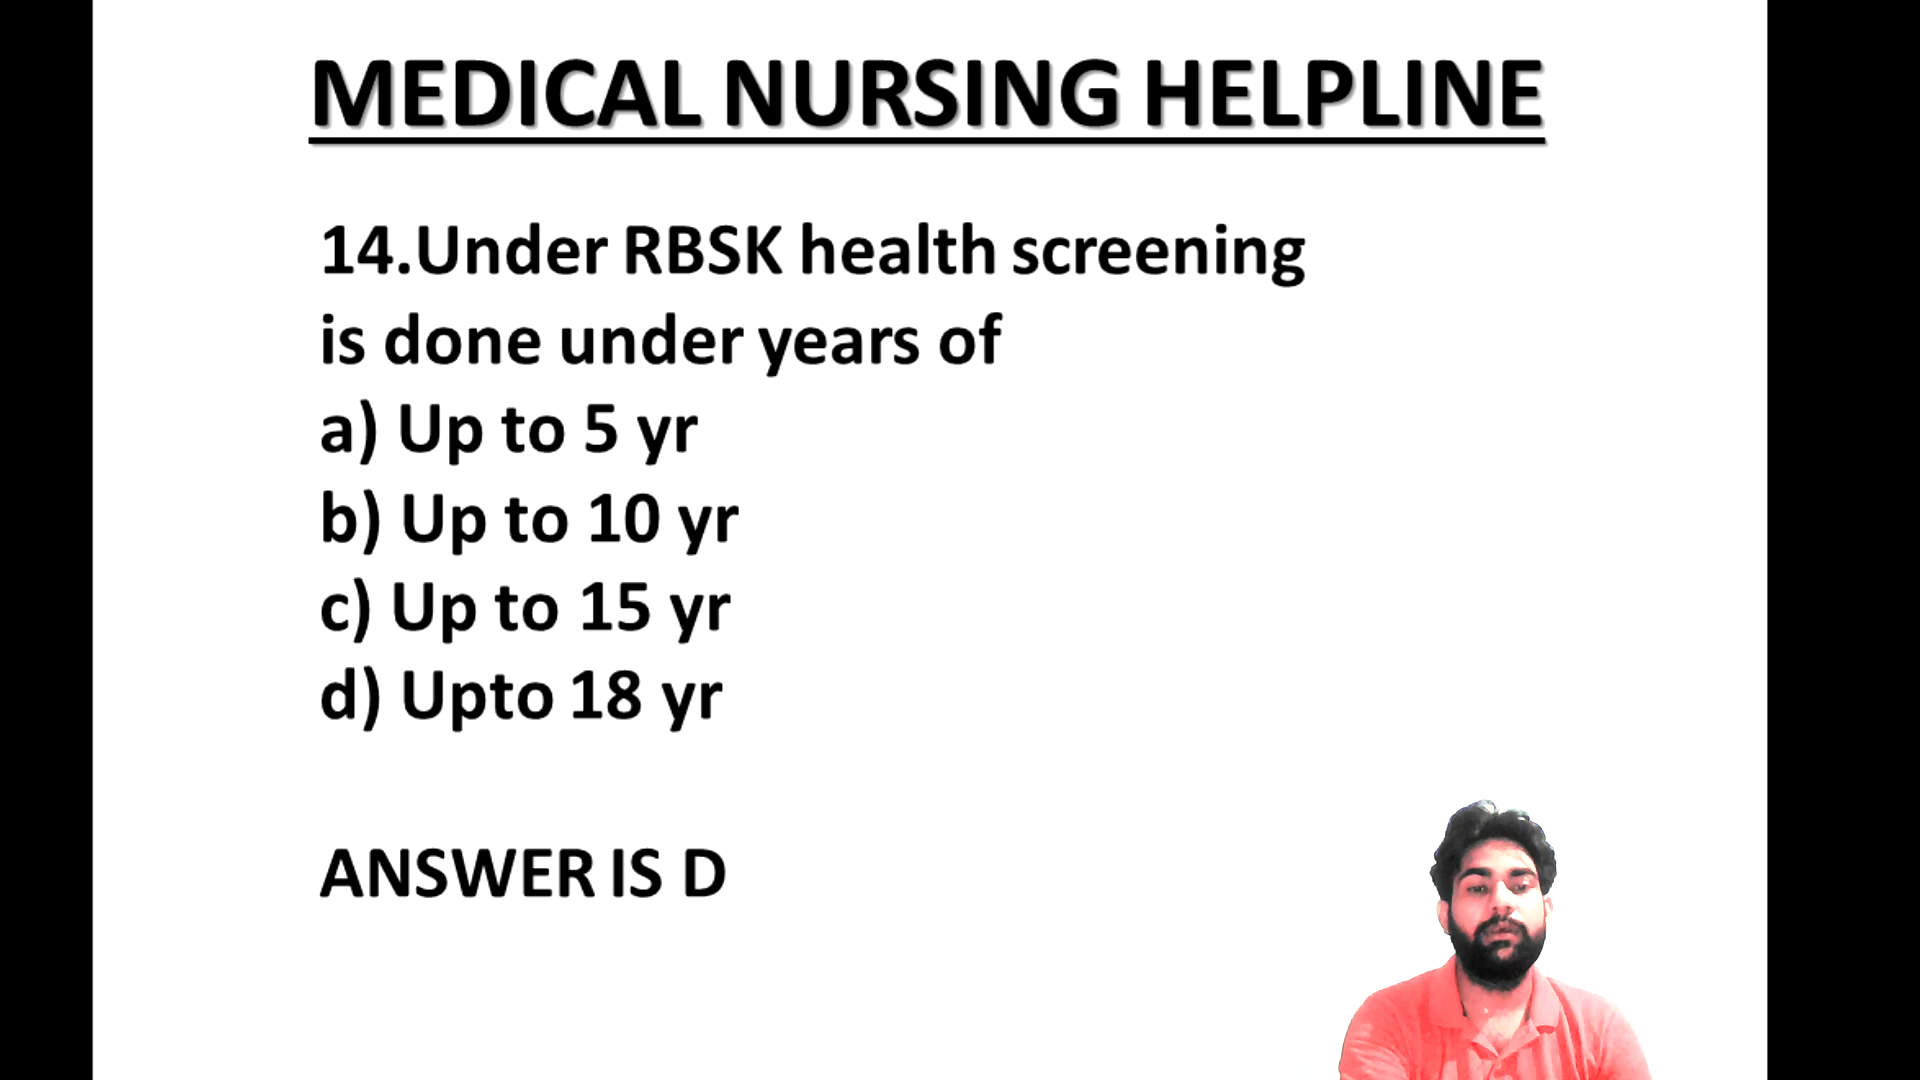 MEDICAL NURSING HELPLINE
14.Under RBSK health screening
is done under years of
a) Up to 5 yr
b) Up to 10 yr
c) Up to 15 yr
d) Upto 18 yr
ANSWER IS D